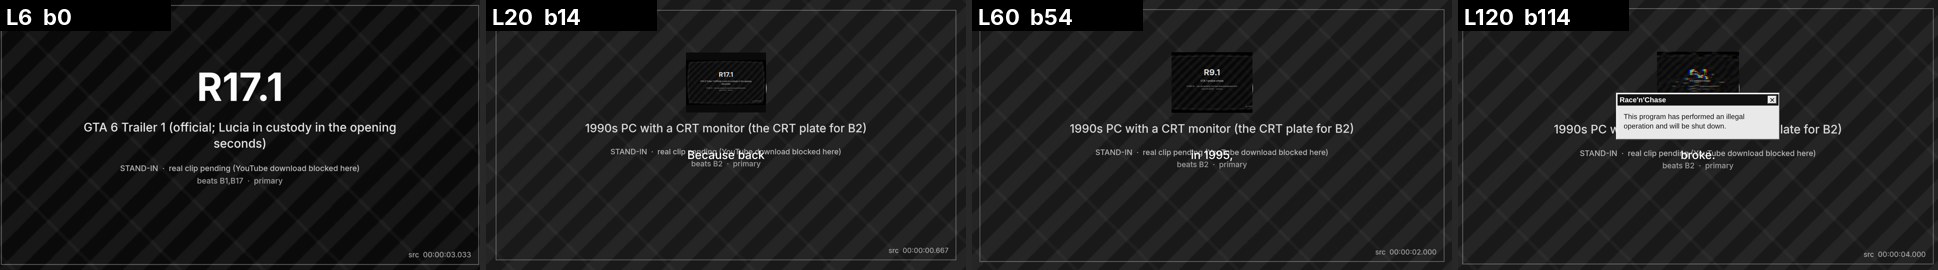 L6 b0
R17.1
GTA 6 Trailer 1 (official; Lucia in custody in the opening
seconds)
STAND-IN · real clip pending (YouTube download blocked here)
beats B1,B17 · primary
src 00:00:03.033
L20 b14
R17.1
1990s PC with a CRT monitor (the CRT plate for B2)
STAND-IN · real clip pending (YouTube download blocked here)
Because back
beats B2 · primary
src 00:00:00.667
L60 b54
R9.1
1990s PC with a CRT monitor (the CRT plate for B2)
STAND-IN · real clip pending (YouTube download blocked here)
in 1995,
beats B2 · primary
src 00:00:02.000
L120 b114
Race'n'Chase
This program has performed an illegal
operation and will be shut down.
1990s PC w
late for B2)
STAND-IN · real clip pending (YouTube download blocked here)
broke.
beats B2 · primary
src 00:00:04.000